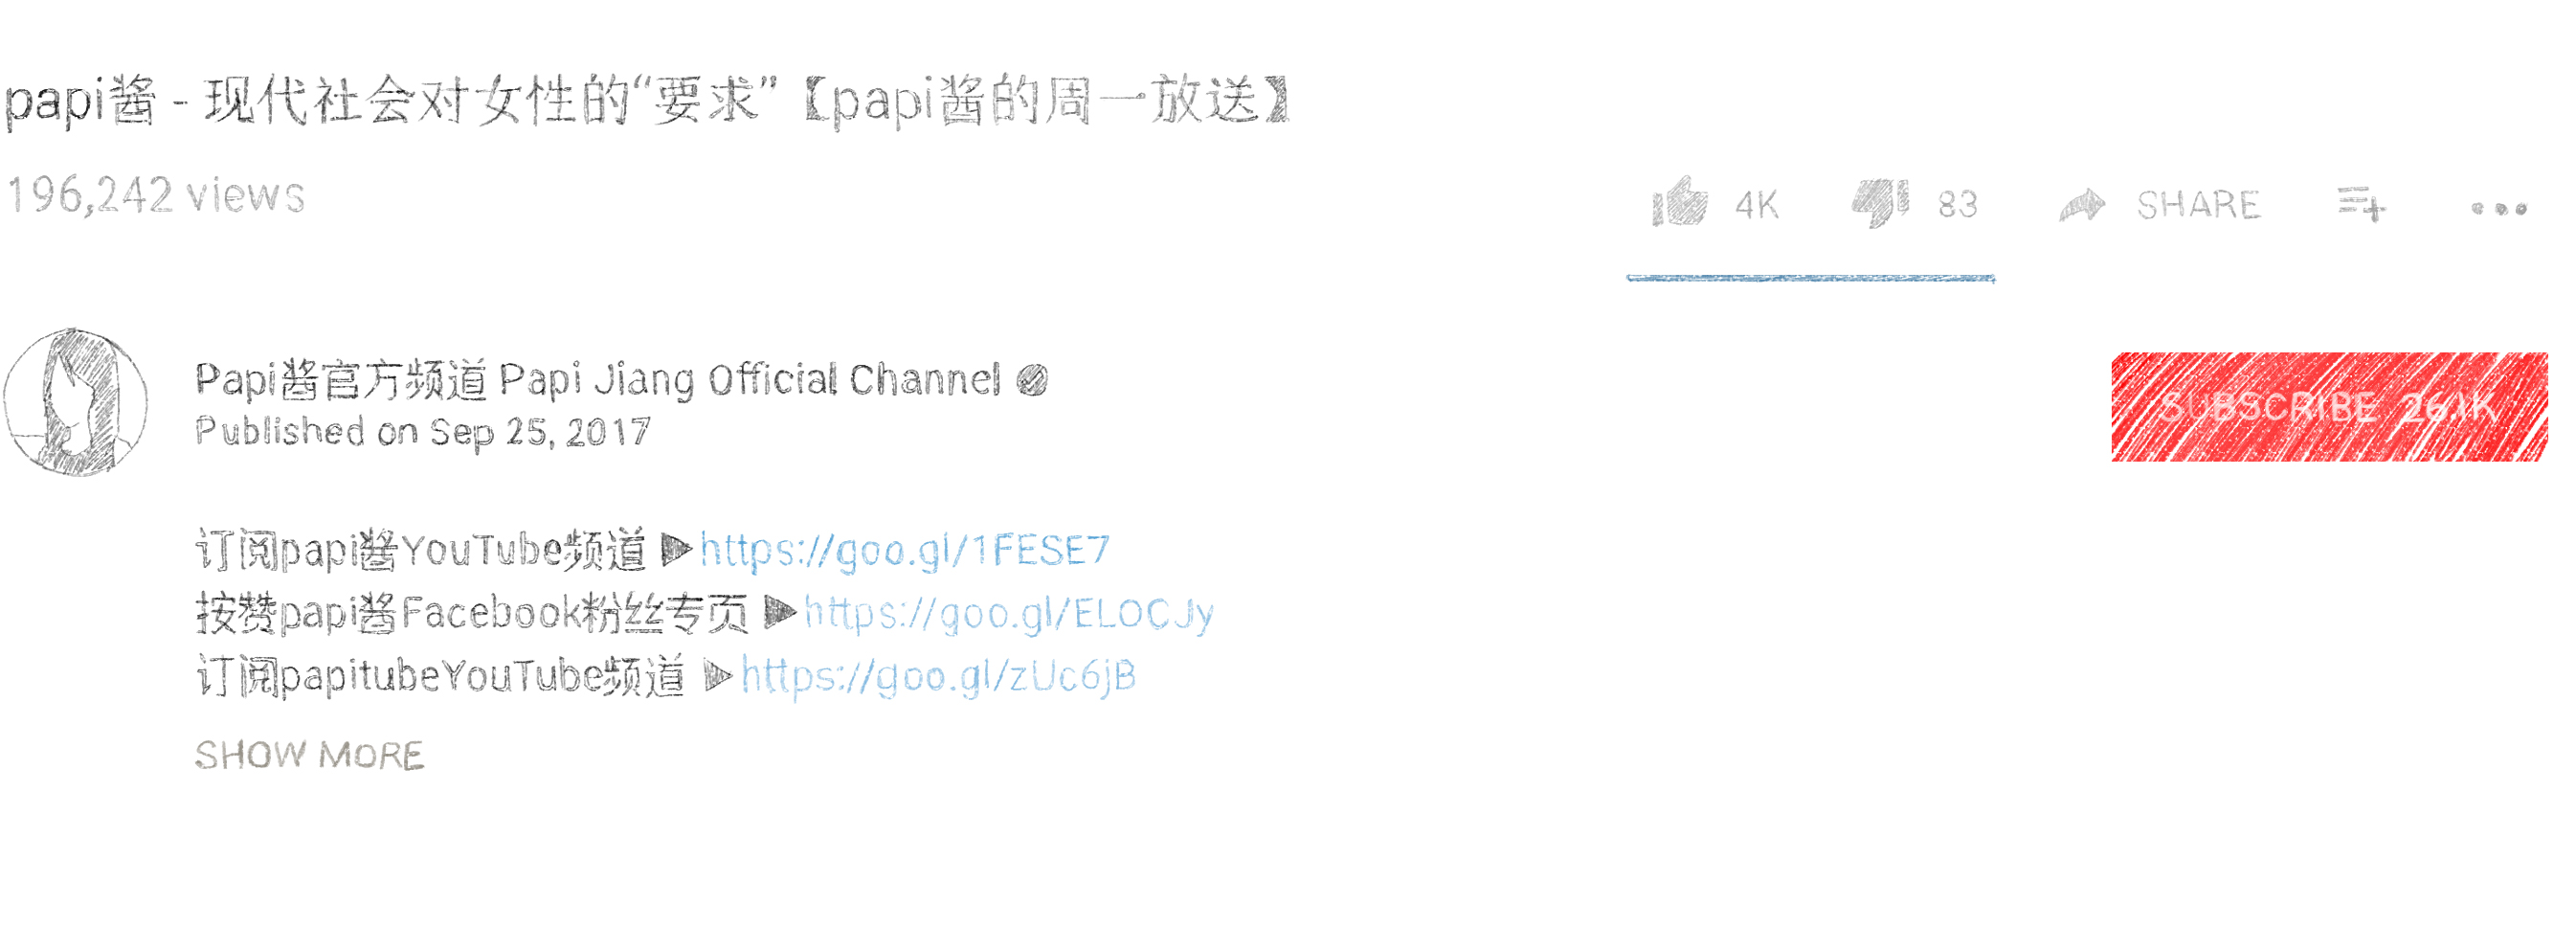 papi酱 - 现代社会对女性的“要求”【papi酱的周一放送】
196,242 views
4K 83 SHARE
Papi酱官方频道 Papi Jiang Official Channel
SUBSCRIBE 261K
Published on Sep 25, 2017
订阅papi酱YouTube频道 ▶https://goo.gl/1FESE7
按赞papi酱Facebook粉丝专页 ▶https://goo.gl/ELOCJy
订阅papitubeYouTube频道 ▶https://goo.gl/zUc6jB
SHOW MORE